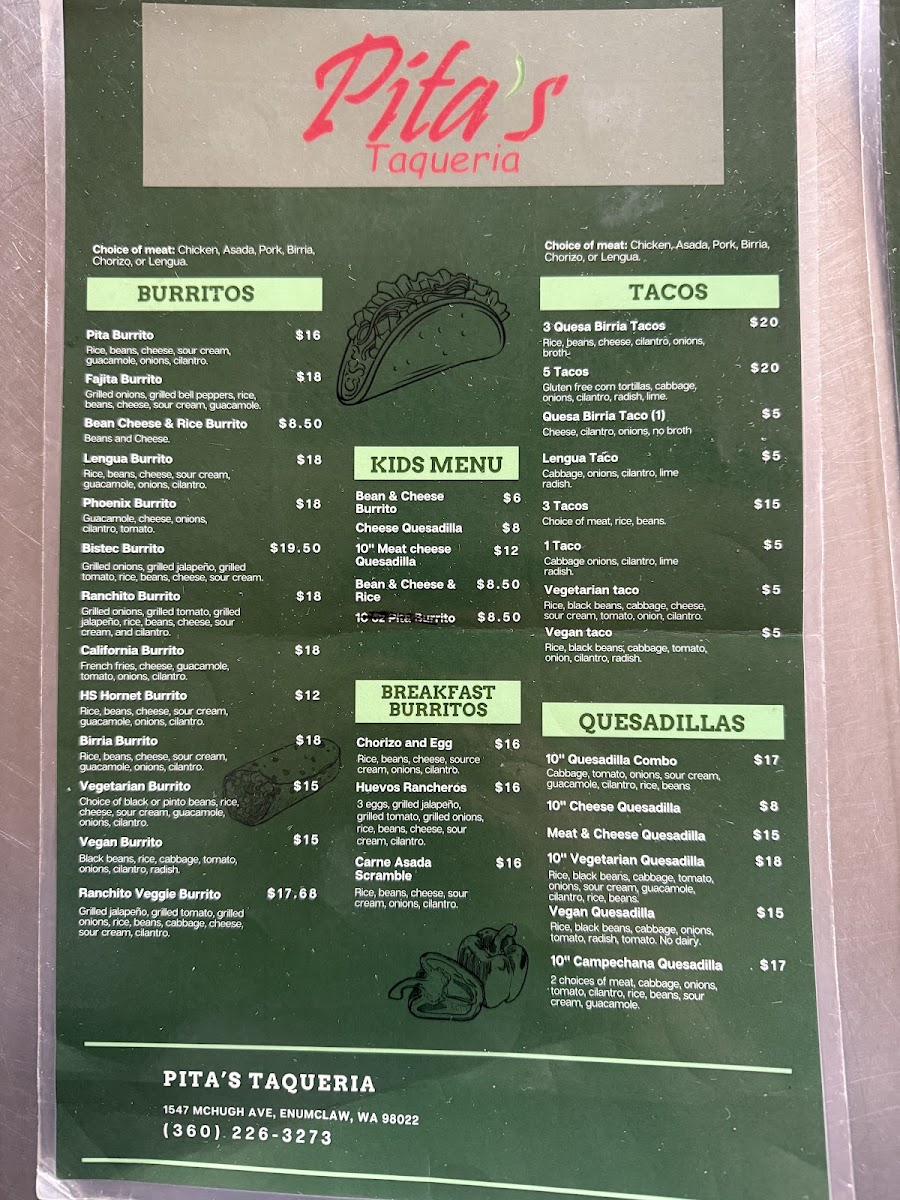 Pita's
Taqueria
Choice of meat: Chicken, Asada, Pork, Birria,
Chorizo, or Lengua.
BURRITOS
Pita Burrito $16
Rice, beans, cheese, sour cream,
guacamole, onions, cilantro.
Fajita Burrito $18
Grilled onions, grilled bell peppers, rice,
beans, cheese, sour cream, guacamole.
Bean Cheese & Rice Burrito $8.50
Beans and Cheese.
Lengua Burrito $18
Rice, beans, cheese, sour cream,
guacamole, onions, cilantro.
Phoenix Burrito $18
Guacamole, cheese, onions,
cilantro, tomato.
Bistec Burrito $19.50
Grilled onions, grilled jalapeño, grilled
tomato, rice, beans, cheese, sour cream.
Ranchito Burrito $18
Grilled onions, grilled tomato, grilled
jalapeño, rice, beans, cheese, sour
cream, and cilantro.
California Burrito $18
French fries, cheese, guacamole,
tomato, onions, cilantro.
HS Hornet Burrito $12
Rice, beans, cheese, sour cream,
guacamole, onions, cilantro.
Birria Burrito $18
Rice, beans, cheese, sour cream,
guacamole, onions, cilantro.
Vegetarian Burrito $15
Choice of black or pinto beans, rice,
cheese, sour cream, guacamole,
onions, cilantro.
Vegan Burrito $15
Black beans, rice, cabbage, tomato,
onions, cilantro, radish.
Ranchito Veggie Burrito $17.68
Grilled jalapeño, grilled tomato, grilled
onions, rice, beans, cabbage, cheese,
sour cream, cilantro.
KIDS MENU
Bean & Cheese $6
Burrito
Cheese Quesadilla $8
10" Meat cheese $12
Quesadilla
Bean & Cheese & $8.50
Rice
10 oz Pita Burrito $8.50
BREAKFAST
BURRITOS
Chorizo and Egg $16
Rice, beans, cheese, source
cream, onions, cilantro.
Huevos Rancheros $16
3 eggs, grilled jalapeño,
grilled tomato, grilled onions,
rice, beans, cheese, sour
cream, cilantro.
Carne Asada $16
Scramble
Rice, beans, cheese, sour
cream, onions, cilantro.
Choice of meat: Chicken, Asada, Pork, Birria,
Chorizo, or Lengua.
TACOS
3 Quesa Birria Tacos $20
Rice, beans, cheese, cilantro, onions,
broth-
5 Tacos $20
Gluten free corn tortillas, cabbage,
onions, cilantro, radish, lime.
Quesa Birria Taco (1) $5
Cheese, cilantro, onions, no broth
Lengua Taco $5
Cabbage, onions, cilantro, lime
radish.
3 Tacos $15
Choice of meat, rice, beans.
1 Taco $5
Cabbage onions, cilantro, lime
radish.
Vegetarian taco $5
Rice, black beans, cabbage, cheese,
sour cream, tomato, onion, cilantro.
Vegan taco $5
Rice, black beans, cabbage, tomato,
onion, cilantro, radish.
QUESADILLAS
10" Quesadilla Combo $17
Cabbage, tomato, onions, sour cream,
guacamole, cilantro, rice, beans
10" Cheese Quesadilla $8
Meat & Cheese Quesadilla $15
10" Vegetarian Quesadilla $18
Rice, black beans, cabbage, tomato,
onions, sour cream, guacamole,
cilantro, rice, beans.
Vegan Quesadilla $15
Rice, black beans, cabbage, onions,
tomato, radish, tomato. No dairy.
10" Campechana Quesadilla $17
2 choices of meat, cabbage, onions,
tomato, cilantro, rice, beans, sour
cream, guacamole.
PITA'S TAQUERIA
1547 MCHUGH AVE, ENUMCLAW, WA 98022
(360) 226-3273